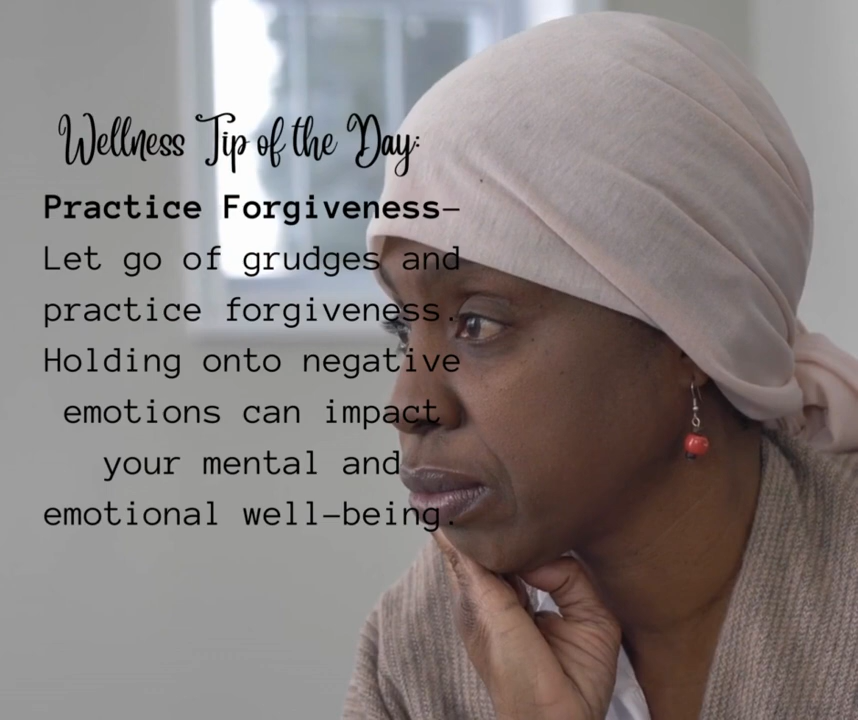 Wellness Tip of the Day:
Practice Forgiveness—
Let go of grudges and
practice forgiveness.
Holding onto negative
emotions can impact
your mental and
emotional well-being.